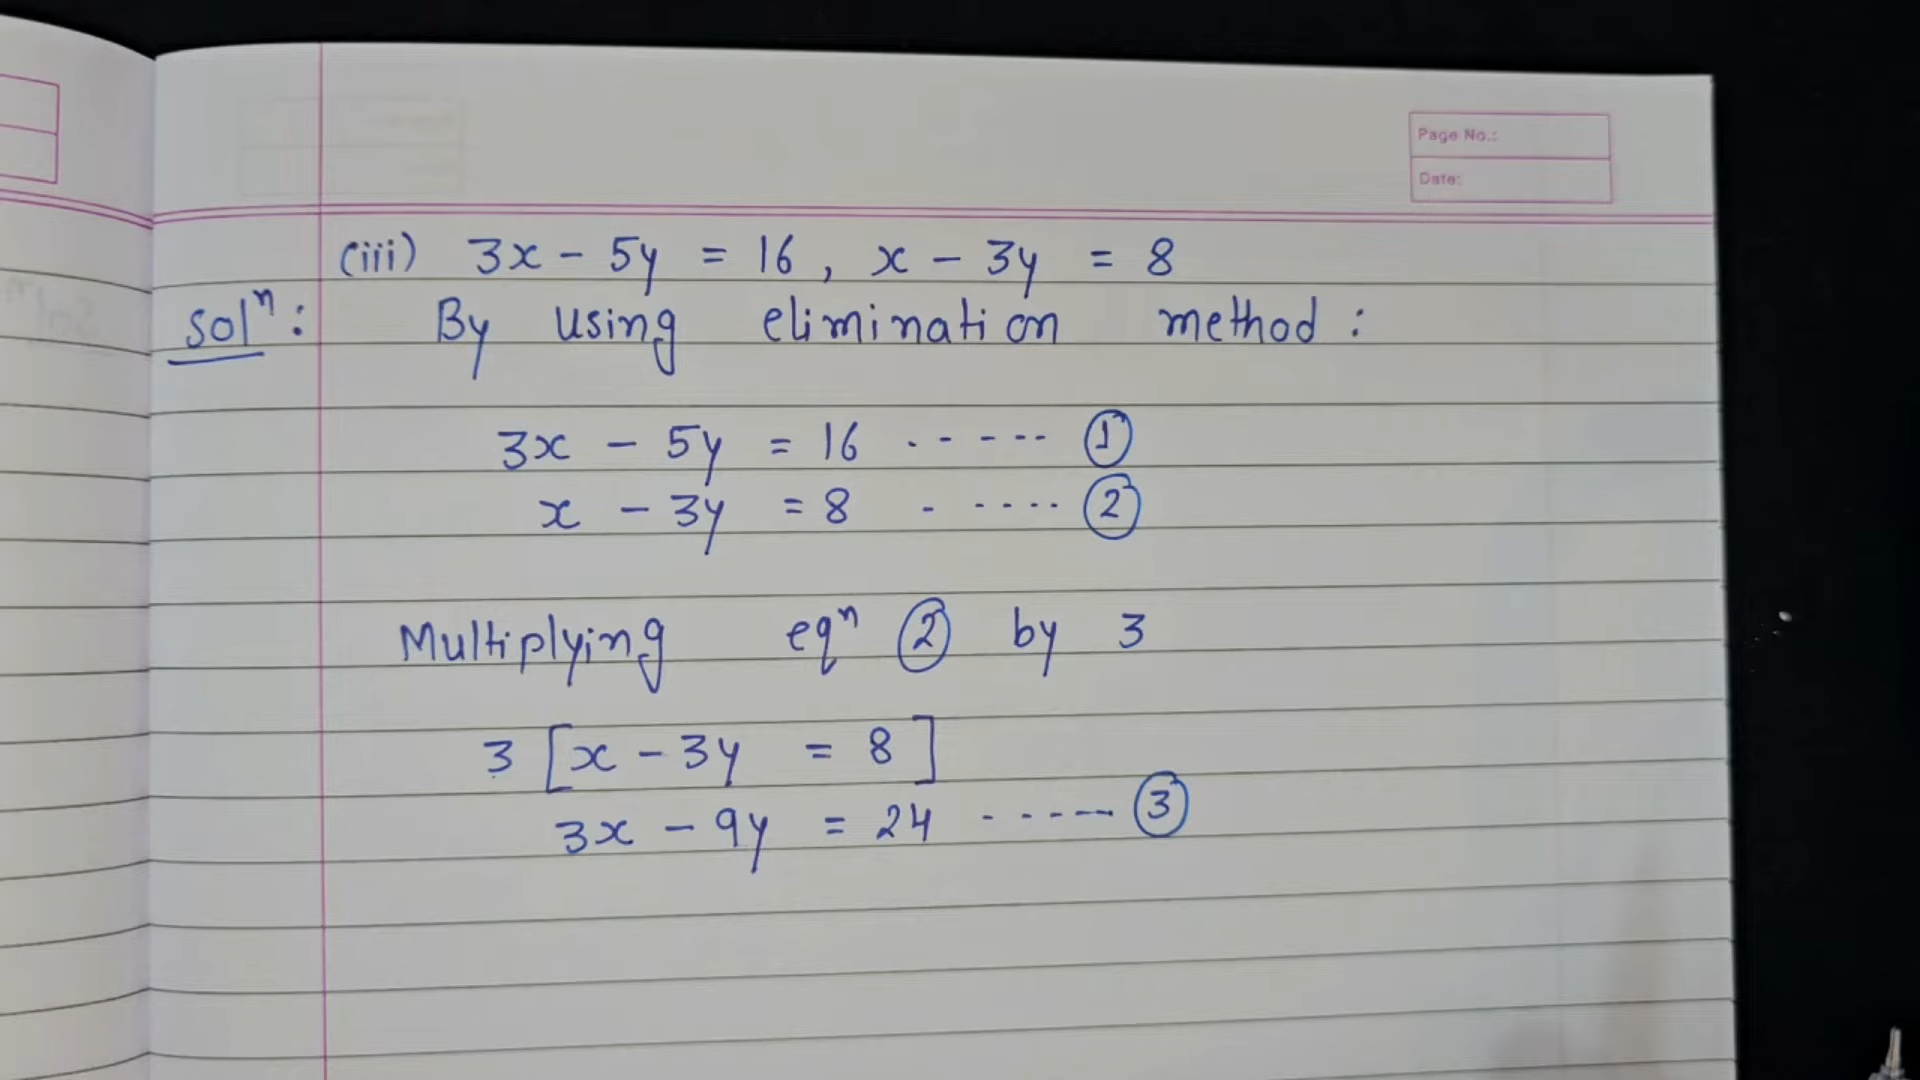 Page No.:
Date:
(iii) 3x - 5y = 16, x - 3y = 8
Solⁿ: By using elimination method:
3x - 5y = 16 ------ ①
x - 3y = 8 - ----- ②
Multiplying eqⁿ ② by 3
3 [x - 3y = 8]
3x - 9y = 24 ------ ③